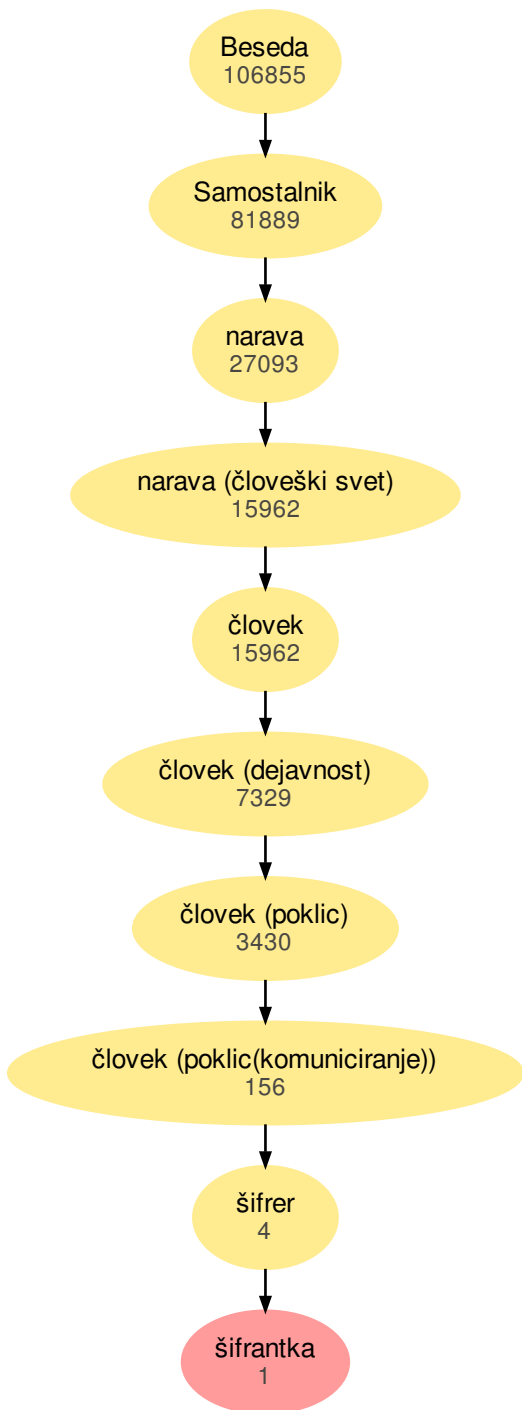 Beseda
106855
Samostalnik
81889
narava
27093
narava (človeški svet)
15962
človek
15962
človek (dejavnost)
7329
človek (poklic)
3430
človek (poklic(komuniciranje))
156
šifrer
4
šifrantka
1